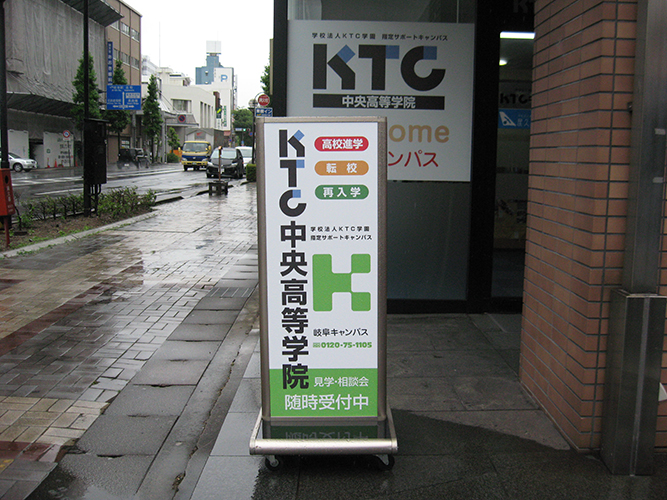 学校法人KTC学園 指定サポートキャンパス
KTC
中央高等学院
ome
ンパス
KTC中央高等学院
高校進学
転校
再入学
学校法人KTC学園
指定サポートキャンパス
K
岐阜キャンパス
0120-75-1105
見学・相談会
随時受付中
KTC